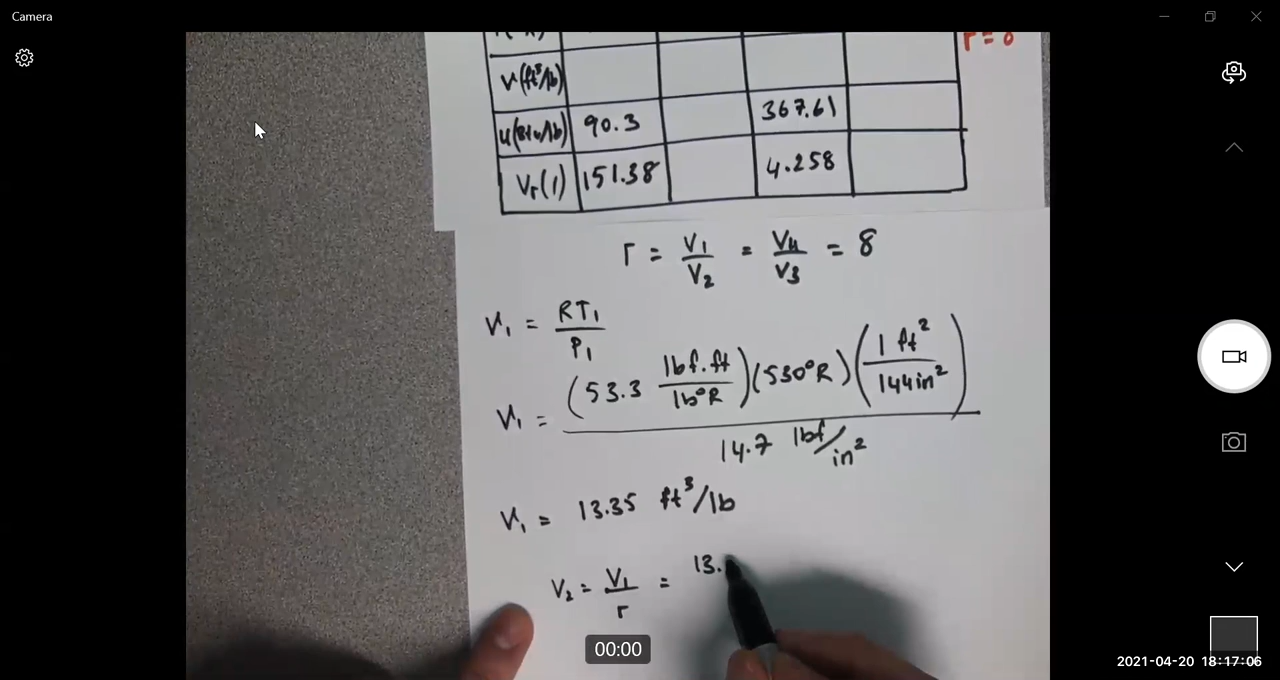 Camera
r = 8
v(ft³/lb)
u(Btu/lb) 90.3 367.61
Vr(1) 151.38 4.258
r = V1/V2 = V4/V3 = 8
v1 = RT1/P1
v1 = (53.3 lbf.ft/lb°R)(530°R)(1 ft²/144in²) / 14.7 lbf/in²
v1 = 13.35 ft³/lb
V2 = V1/r = 13.
00:00
2021-04-20 18:17:06